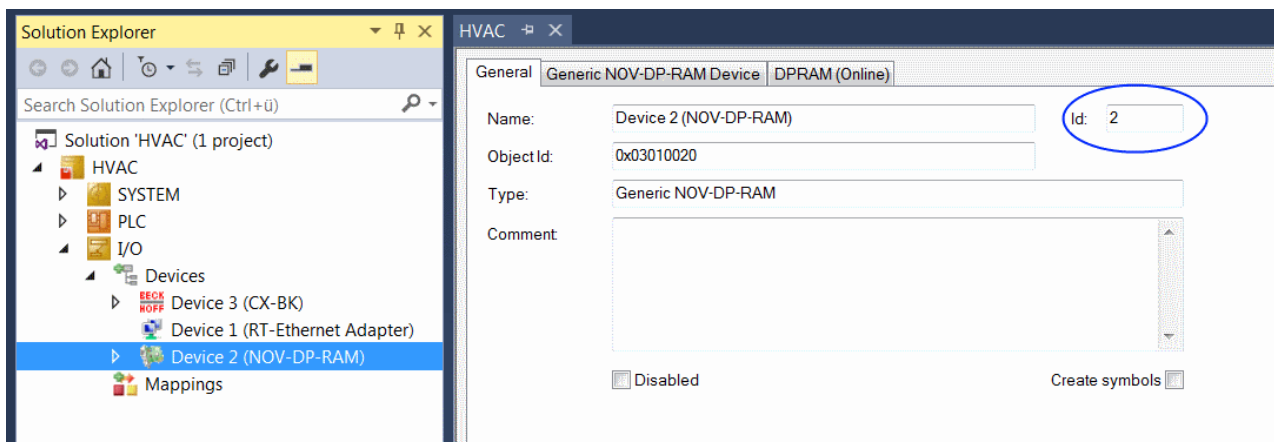 Solution Explorer
Search Solution Explorer (Ctrl+ü)
Solution 'HVAC' (1 project)
HVAC
SYSTEM
PLC
I/O
Devices
BECK
HOFF
Device 3 (CX-BK)
Device 1 (RT-Ethernet Adapter)
Device 2 (NOV-DP-RAM)
Mappings
HVAC
General Generic NOV-DP-RAM Device DPRAM (Online)
Name: Device 2 (NOV-DP-RAM) Id: 2
Object Id: 0x03010020
Type: Generic NOV-DP-RAM
Comment:
Disabled Create symbols